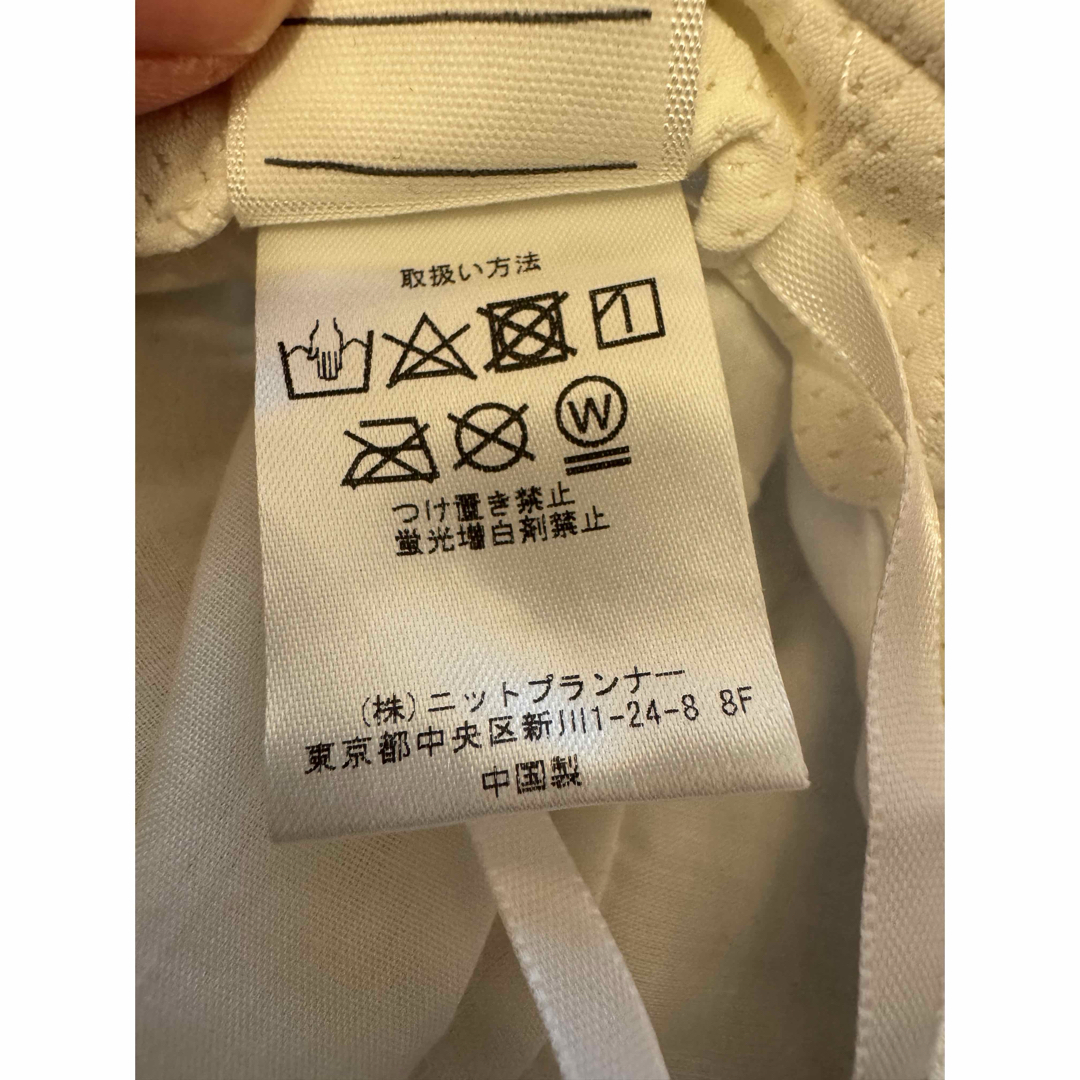 取扱い方法
W
つけ置き禁止
蛍光増白剤禁止
(株)ニットプランナー
東京都中央区新川1-24-8 8F
中国製